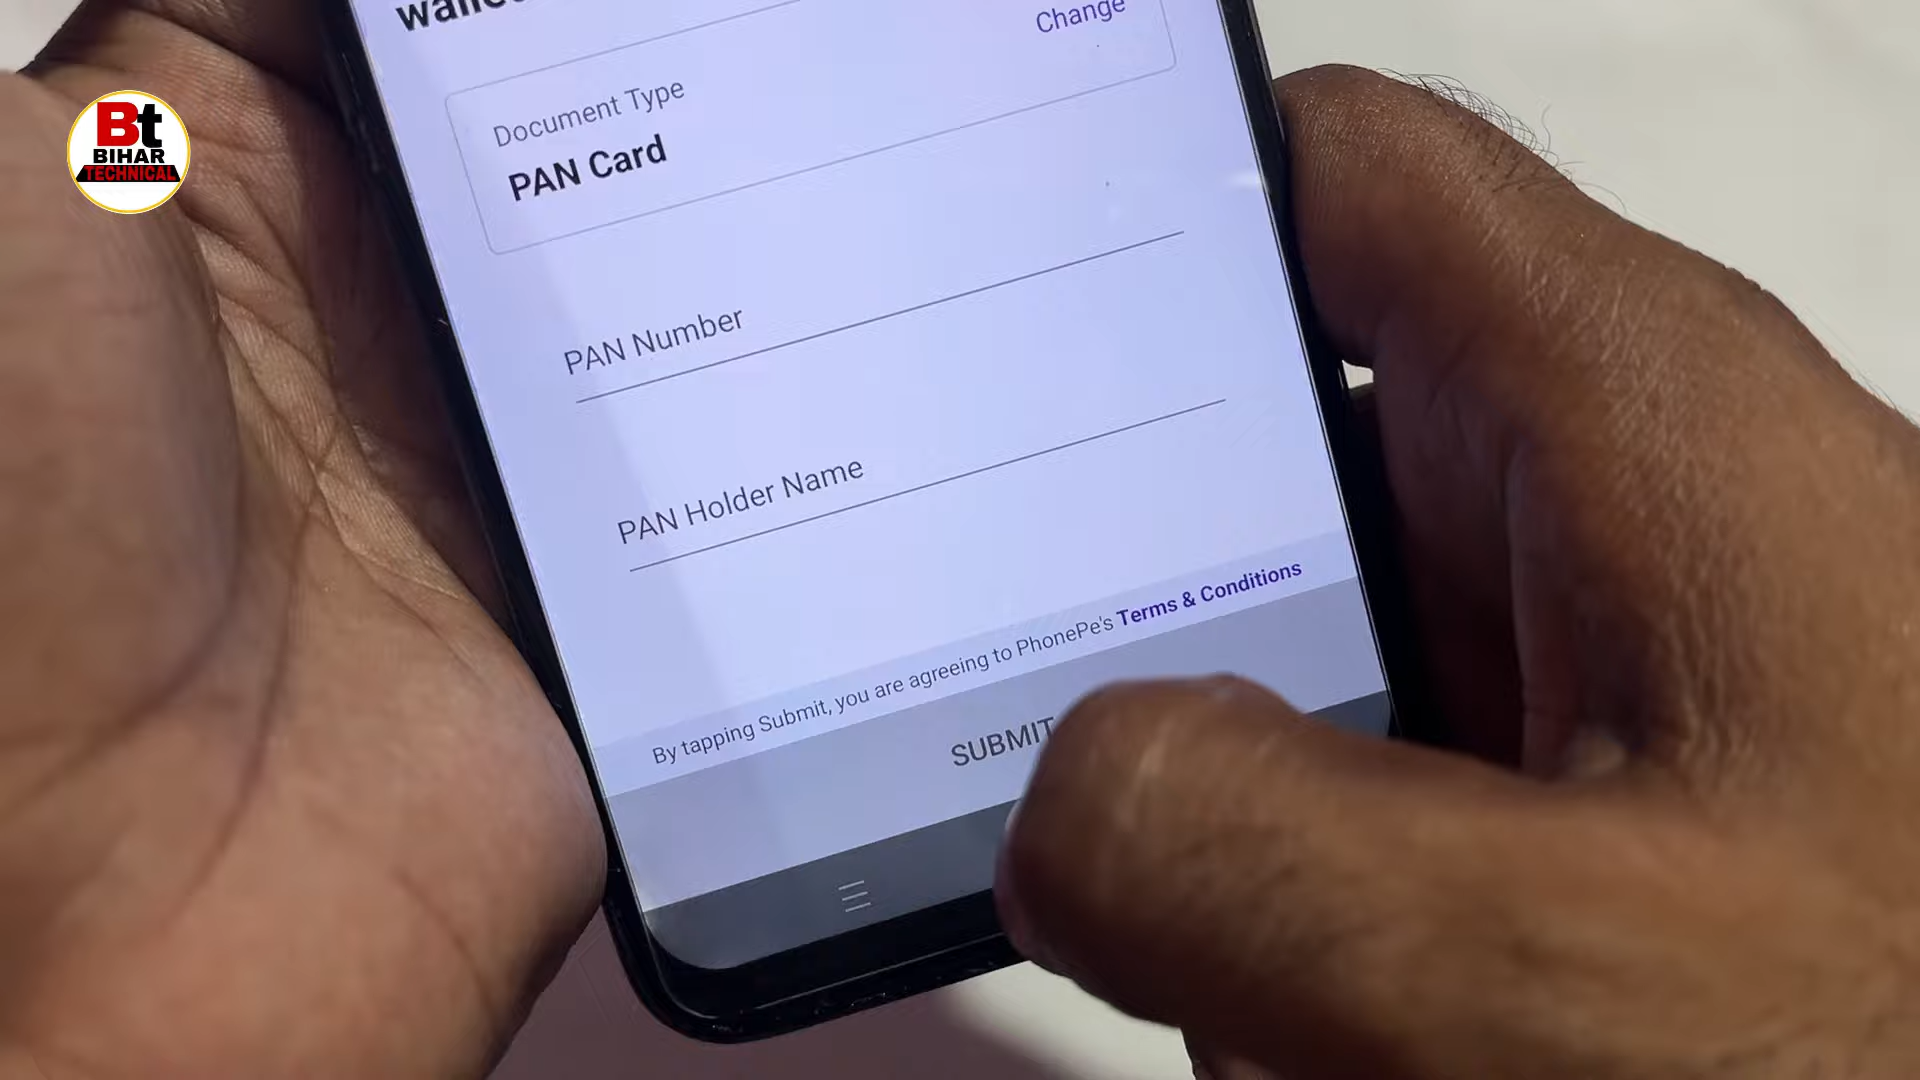 Change
Document Type
PAN Card
PAN Number
PAN Holder Name
By tapping Submit, you are agreeing to PhonePe's Terms & Conditions
SUBMIT
Bt
BIHAR
TECHNICAL